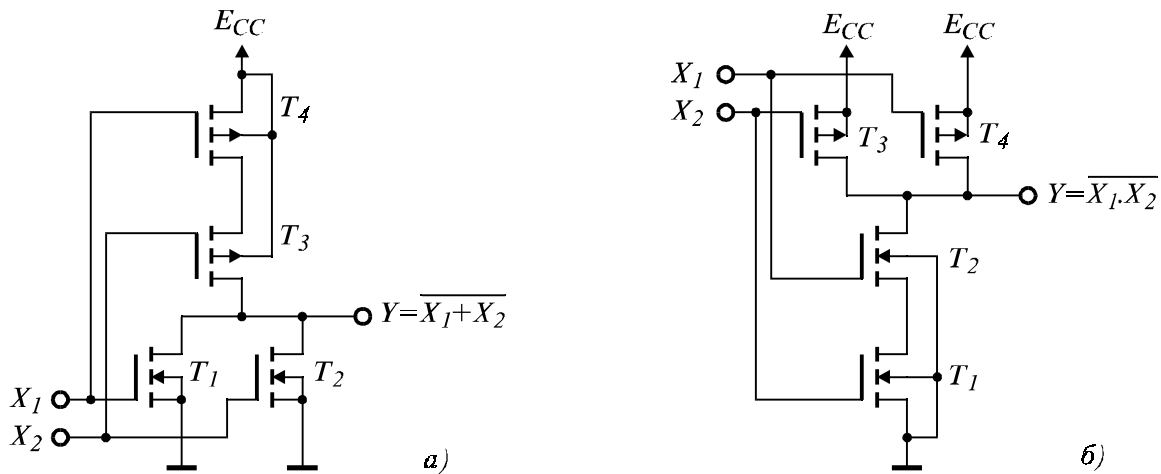 E_CC
T_4
T_3
Y=\overline{X_1+X_2}
T_1
T_2
X_1
X_2
а)
E_CC
E_CC
X_1
X_2
T_3
T_4
Y=\overline{X_1.X_2}
T_2
T_1
б)